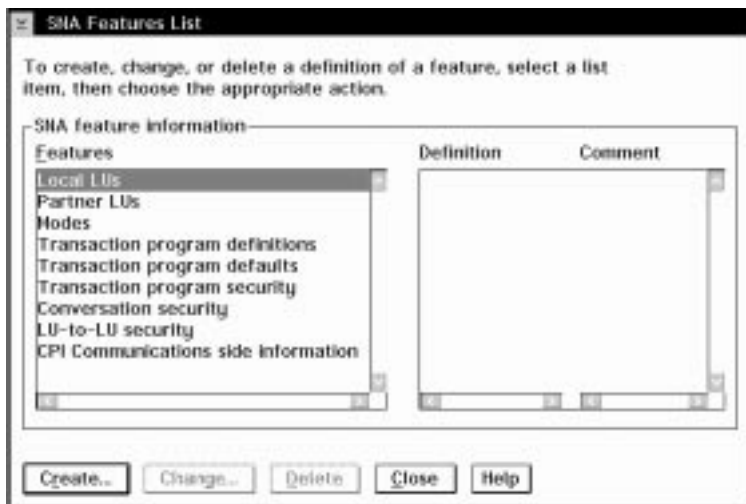 SNA Features List
To create, change, or delete a definition of a feature, select a list
item, then choose the appropriate action.
SNA feature information
Features
Definition
Comment
Local LUs
Partner LUs
Modes
Transaction program definitions
Transaction program defaults
Transaction program security
Conversation security
LU-to-LU security
CPI Communications side information
Create...
Change...
Delete
Close
Help